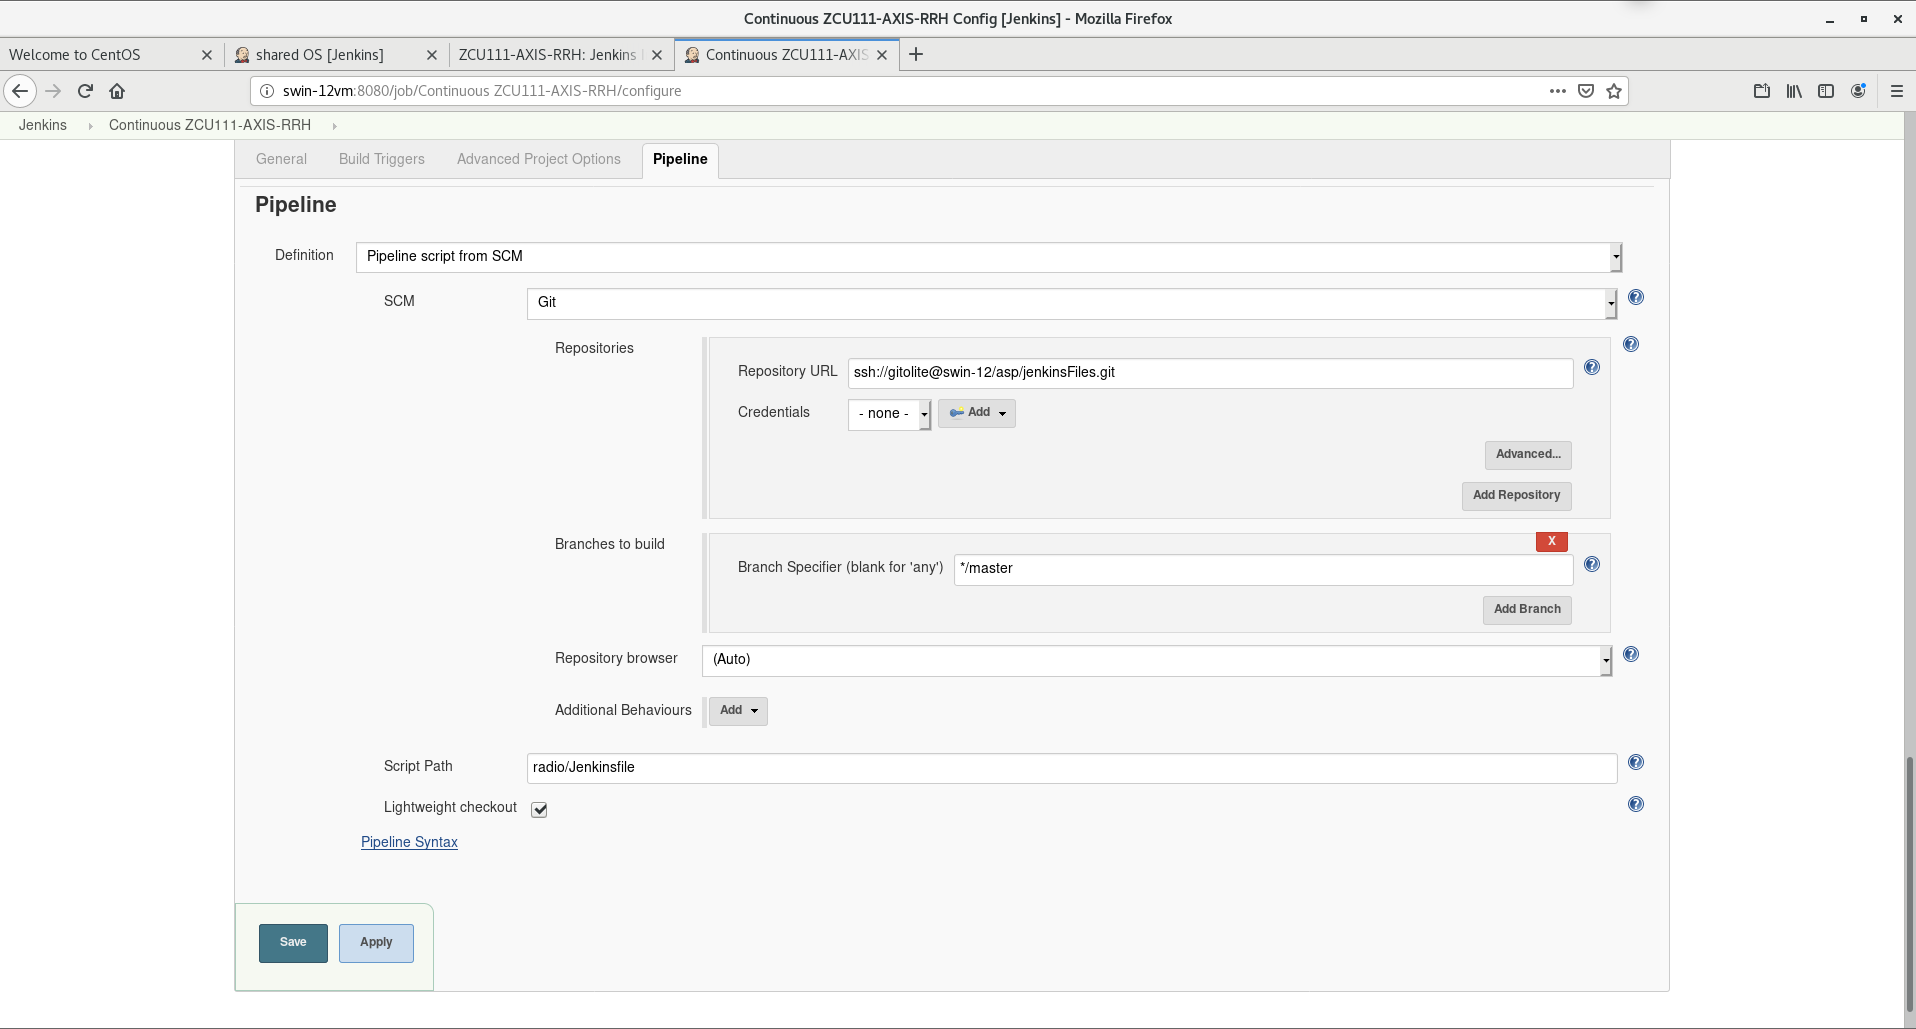 Continuous ZCU111-AXIS-RRH Config [Jenkins] - Mozilla Firefox
Welcome to CentOS
shared OS [Jenkins]
ZCU111-AXIS-RRH: Jenkins
Continuous ZCU111-AXIS
swin-12vm:8080/job/Continuous ZCU111-AXIS-RRH/configure
Jenkins
Continuous ZCU111-AXIS-RRH
General
Build Triggers
Advanced Project Options
Pipeline
Pipeline
Definition
Pipeline script from SCM
SCM
Git
Repositories
Repository URL
ssh://gitolite@swin-12/asp/jenkinsFiles.git
Credentials
- none -
Add
Advanced...
Add Repository
Branches to build
X
Branch Specifier (blank for 'any')
*/master
Add Branch
Repository browser
(Auto)
Additional Behaviours
Add
Script Path
radio/Jenkinsfile
Lightweight checkout
Pipeline Syntax
Save
Apply